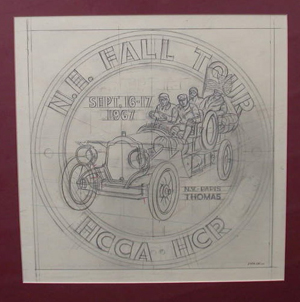 N.E. FALL TOUR
SEPT. 16-17
1967
N.Y. PARIS
THOMAS
HCCA · HCR